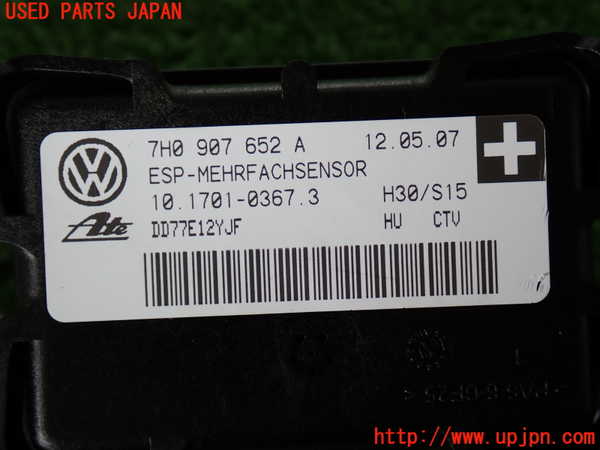 USED PARTS JAPAN
7H0 907 652 A 12.05.07
ESP-MEHRFACHSENSOR
10.1701-0367.3 H30/S15
Ate DD77E12YJF HU CTV
http://www.upjpn.com